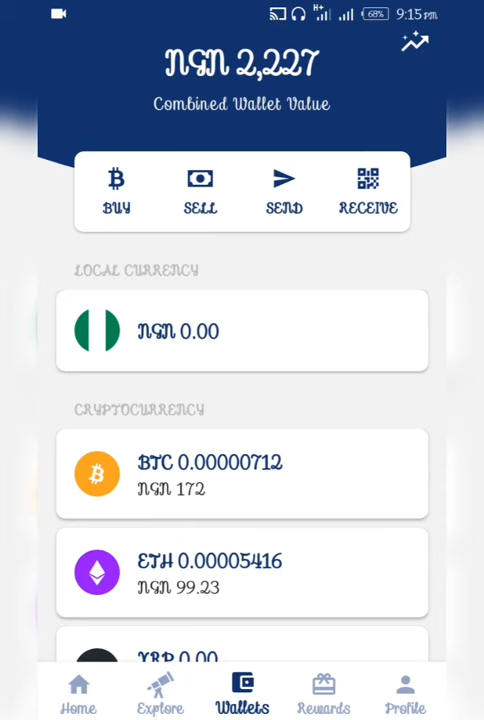 68% 9:15 pm
NGN 2,227
Combined Wallet Value
BUY SELL SEND RECEIVE
LOCAL CURRENCY
NGN 0.00
CRYPTOCURRENCY
BTC 0.00000712
NGN 172
ETH 0.00005416
NGN 99.23
XRP 0.00
Home Explore Wallets Rewards Profile